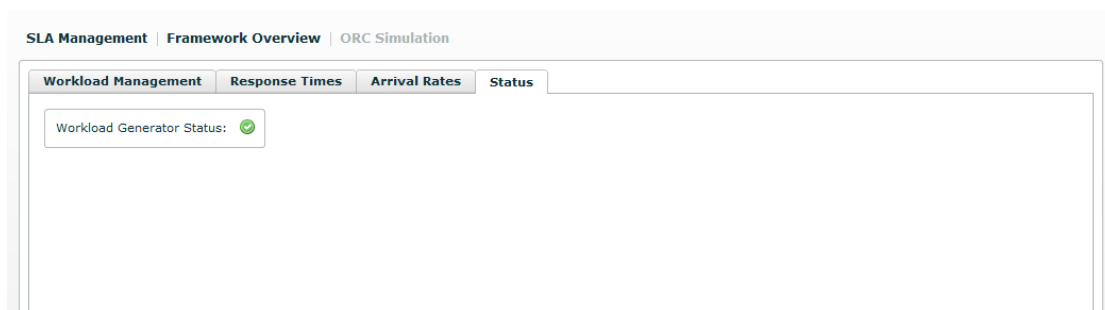 SLA Management | Framework Overview | ORC Simulation
Workload Management Response Times Arrival Rates Status
Workload Generator Status: